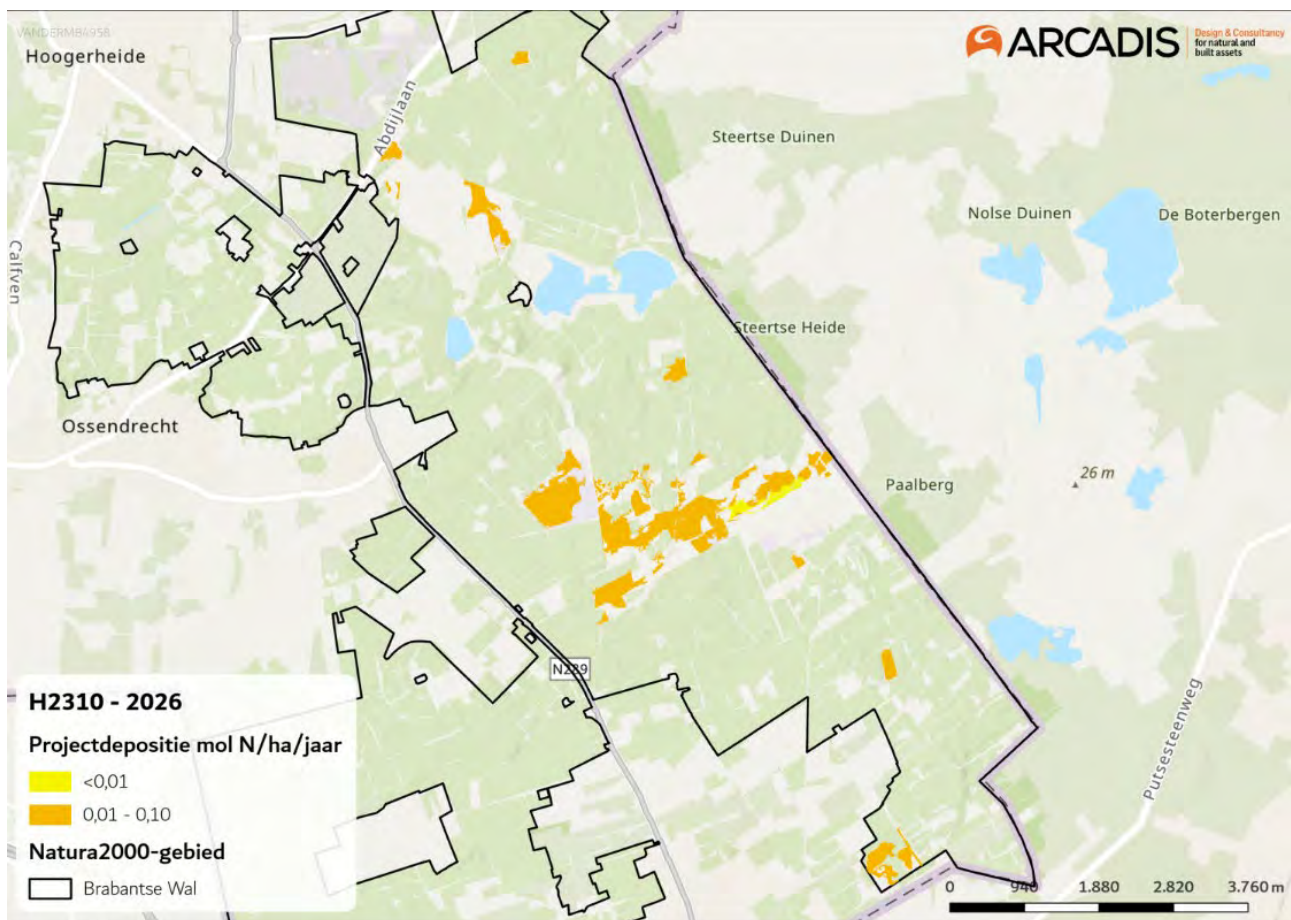 VANDERMB4958
Hoogerheide
Abdijlaan
ARCADIS
Design & Consultancy
for natural and
built assets
Steertse Duinen
Nolse Duinen
De Boterbergen
Calfven
Steertse Heide
Ossendrecht
Paalberg
26 m
N289
Putsesteenweg
H2310 - 2026
Projectdepositie mol N/ha/jaar
<0,01
0,01 - 0,10
Natura2000-gebied
Brabantse Wal
0 940 1.880 2.820 3.760 m